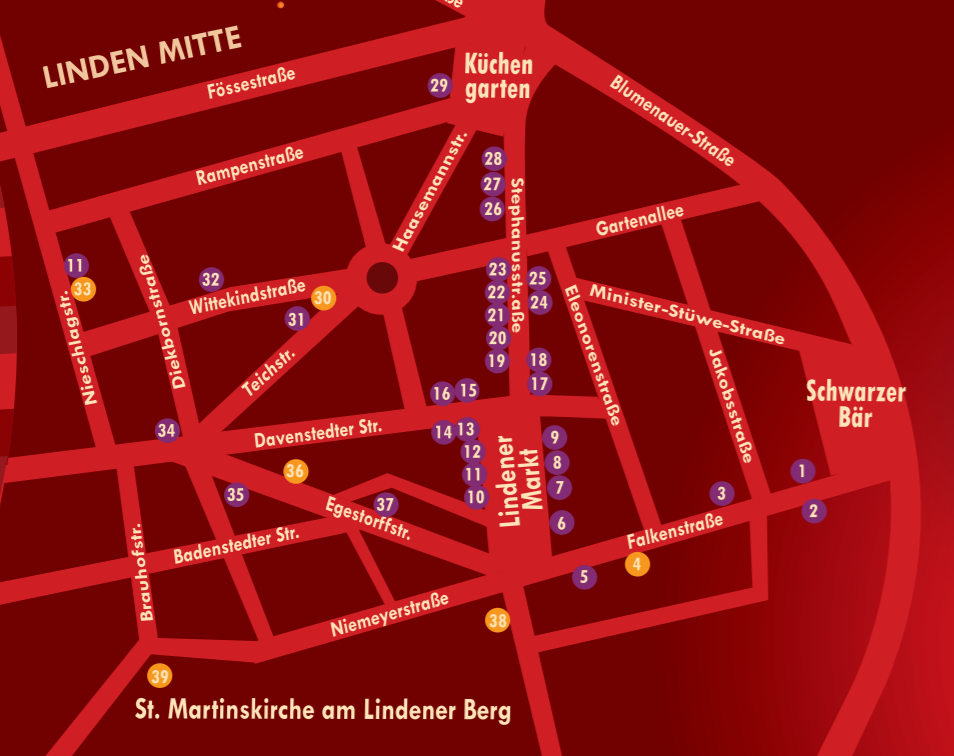 ße
LINDEN MITTE
Fössestraße
Küchen
garten
29
Blumenauer-Straße
Rampenstraße
Haasemannstr.
28
27
26
Stephanusstr.aße
Gartenallee
11
33
32
Wittekindstraße
30
31
23
22
21
20
19
25
24
18
17
Minister-Stüwe-Straße
Eleonorenstraße
Jakobsstraße
Nieschlagstr.
Diekbornstraße
Teichstr.
Schwarzer
Bär
16
15
14
13
12
11
10
34
Davenstedter Str.
36
35
37
Egestorffstr.
Lindener
Markt
9
8
7
6
1
2
3
Falkenstraße
4
5
Badenstedter Str.
Brauhofstr.
Niemeyerstraße
38
39
St. Martinskirche am Lindener Berg